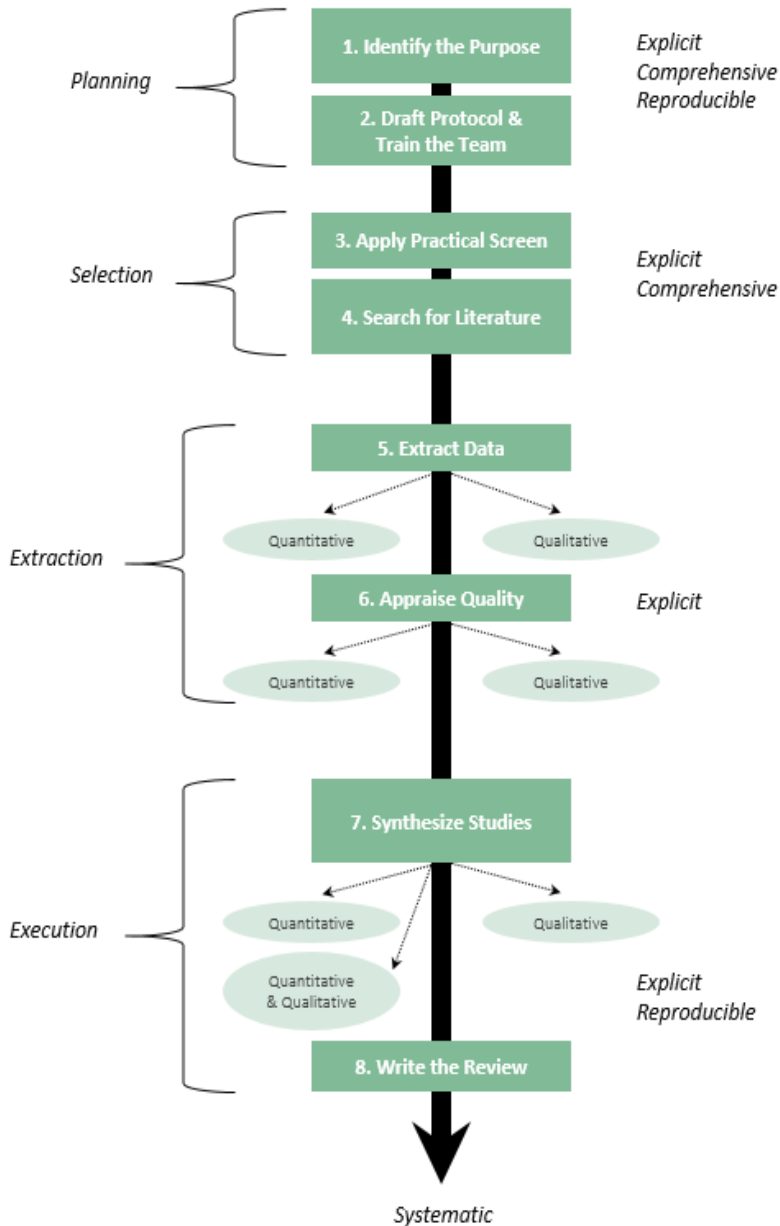 1. Identify the Purpose
Explicit
Comprehensive
Reproducible
Planning
2. Draft Protocol &
Train the Team
3. Apply Practical Screen
Selection
Explicit
Comprehensive
4. Search for Literature
5. Extract Data
Quantitative
Qualitative
Extraction
6. Appraise Quality
Explicit
Quantitative
Qualitative
7. Synthesize Studies
Execution
Quantitative
Qualitative
Quantitative
& Qualitative
Explicit
Reproducible
8. Write the Review
Systematic